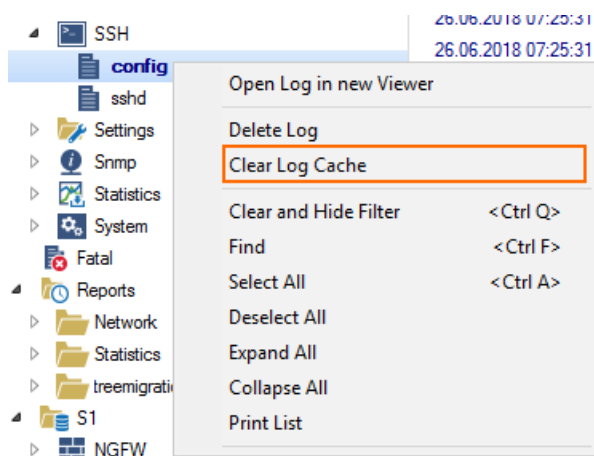 SSH
26.06.2018 07:25:31
26.06.2018 07:25:31
config
sshd
Settings
Snmp
Statistics
System
Fatal
Reports
Network
Statistics
treemigrati
S1
NGFW
Open Log in new Viewer
Delete Log
Clear Log Cache
Clear and Hide Filter <Ctrl Q>
Find <Ctrl F>
Select All <Ctrl A>
Deselect All
Expand All
Collapse All
Print List